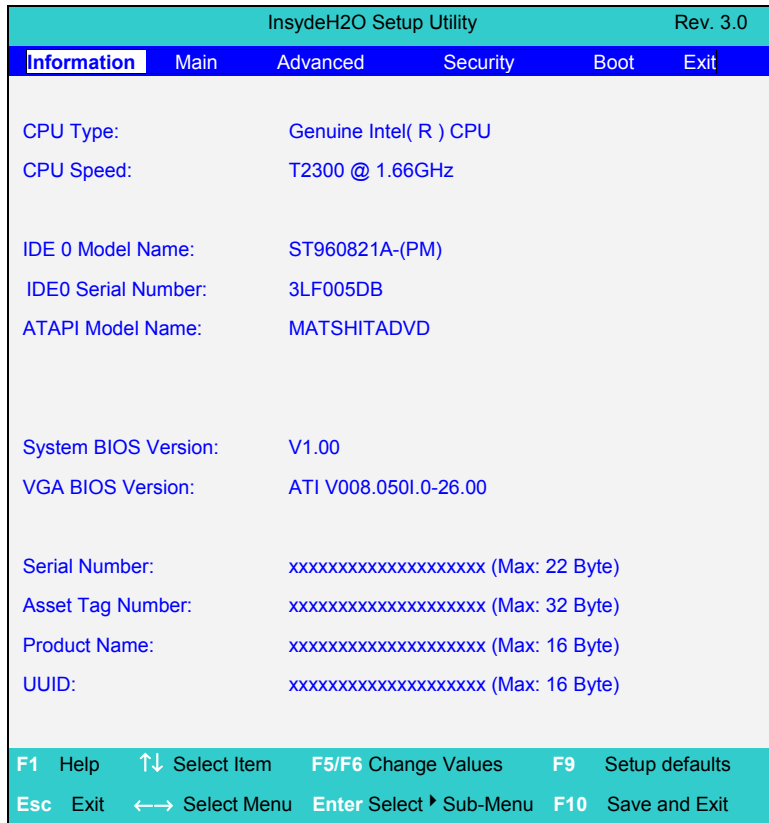 InsydeH2O Setup Utility Rev. 3.0
Information Main Advanced Security Boot Exit
CPU Type: Genuine Intel( R ) CPU
CPU Speed: T2300 @ 1.66GHz
IDE 0 Model Name: ST960821A-(PM)
IDE0 Serial Number: 3LF005DB
ATAPI Model Name: MATSHITADVD
System BIOS Version: V1.00
VGA BIOS Version: ATI V008.050I.0-26.00
Serial Number: xxxxxxxxxxxxxxxxxxxx (Max: 22 Byte)
Asset Tag Number: xxxxxxxxxxxxxxxxxxxx (Max: 32 Byte)
Product Name: xxxxxxxxxxxxxxxxxxxx (Max: 16 Byte)
UUID: xxxxxxxxxxxxxxxxxxxx (Max: 16 Byte)
F1 Help ↑↓ Select Item F5/F6 Change Values F9 Setup defaults
Esc Exit ←→ Select Menu Enter Select ▶ Sub-Menu F10 Save and Exit